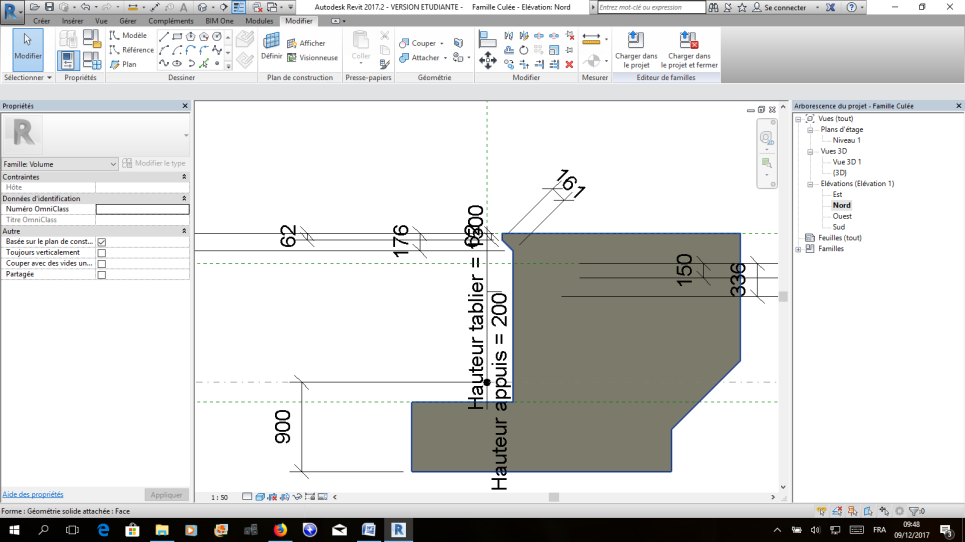 Autodesk Revit 2017.2 - VERSION ETUDIANTE - Famille Culée - Elévation: Nord
Entrez mot-clé ou expression
Se connecter
Créer Insérer Vue Gérer Compléments BIM One Modules Modifier
Modifier
Modèle
Référence
Plan
Définir
Afficher
Visionneuse
Coller
Couper
Attacher
Charger dans
le projet
Charger dans
le projet et fermer
Sélectionner Propriétés Dessiner Plan de construction Presse-papiers Géométrie Modifier Mesurer Editeur de familles
Propriétés
Famille: Volume
Modifier le type
Contraintes
Hôte
Données d'identification
Numéro OmniClass
Titre OmniClass
Autre
Basée sur le plan de const...
Toujours verticalement
Couper avec des vides un...
Partagée
Aide des propriétés
Appliquer
62
176
161
150
336
Hauteur tablier =
Hauteur appuis = 200
900
1 : 50
Arborescence du projet - Famille Culée
Vues (tout)
Plans d'étage
Niveau 1
Vues 3D
Vue 3D 1
{3D}
Elévations (Elévation 1)
Est
Nord
Ouest
Sud
Feuilles (tout)
Familles
Forme : Géométrie solide attachée : Face
:0
FRA
09:48
09/12/2017
3